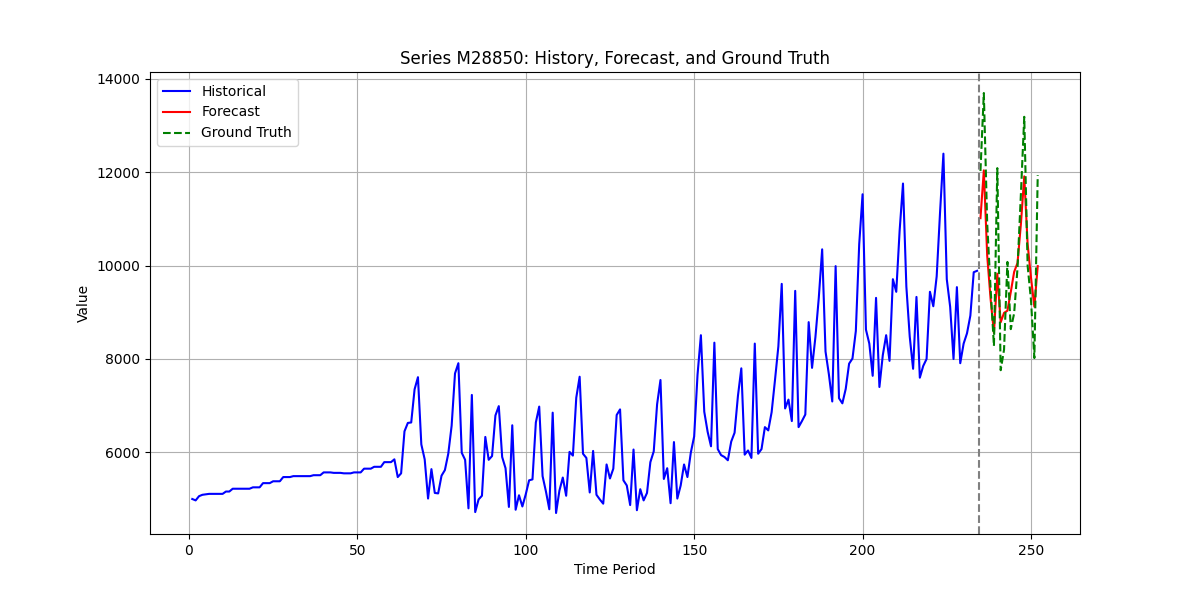 Series M28850: History, Forecast, and Ground Truth
14000
12000
10000
8000
6000
Value
Historical
Forecast
Ground Truth
0
50
100
150
200
250
Time Period